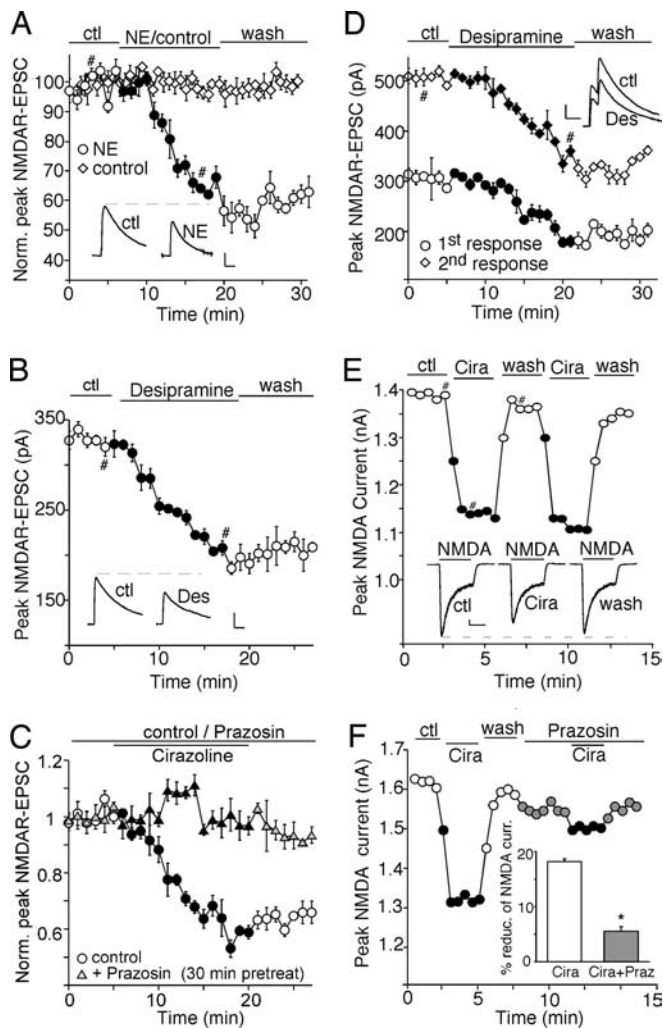 A
ctl NE/control wash
#
Norm. peak NMDAR-EPSC
100
90
80
70
60
50
40
#
NE
control
ctl NE
0 10 20 30
Time (min)
B
ctl Desipramine wash
Peak NMDAR-EPSC (pA)
350
250
150
#
#
ctl Des
0 10 20
Time (min)
C
control / Prazosin
Cirazoline
Norm. peak NMDAR-EPSC
1.2
1
0.8
0.6
control
+ Prazosin (30 min pretreat)
0 10 20
Time (min)
D
Desipramine
Peak NMDAR-EPSC (pA)
500
400
300
200
#
#
ctl
Des
1st response
2nd response
0 10 20 30
Time (min)
E
ctl Cira wash Cira wash
Peak NMDA Current (nA)
1.4
1.3
1.2
1.1
1.0
#
#
#
NMDA NMDA NMDA
ctl Cira wash
0 5 10 15
Time (min)
F
ctl wash Prazosin
Cira Cira
Peak NMDA current (nA)
1.7
1.6
1.5
1.4
1.3
1.2
% reduc. of NMDA curr.
20
10
0
*
Cira Cira+Praz
0 5 10 15
Time (min)